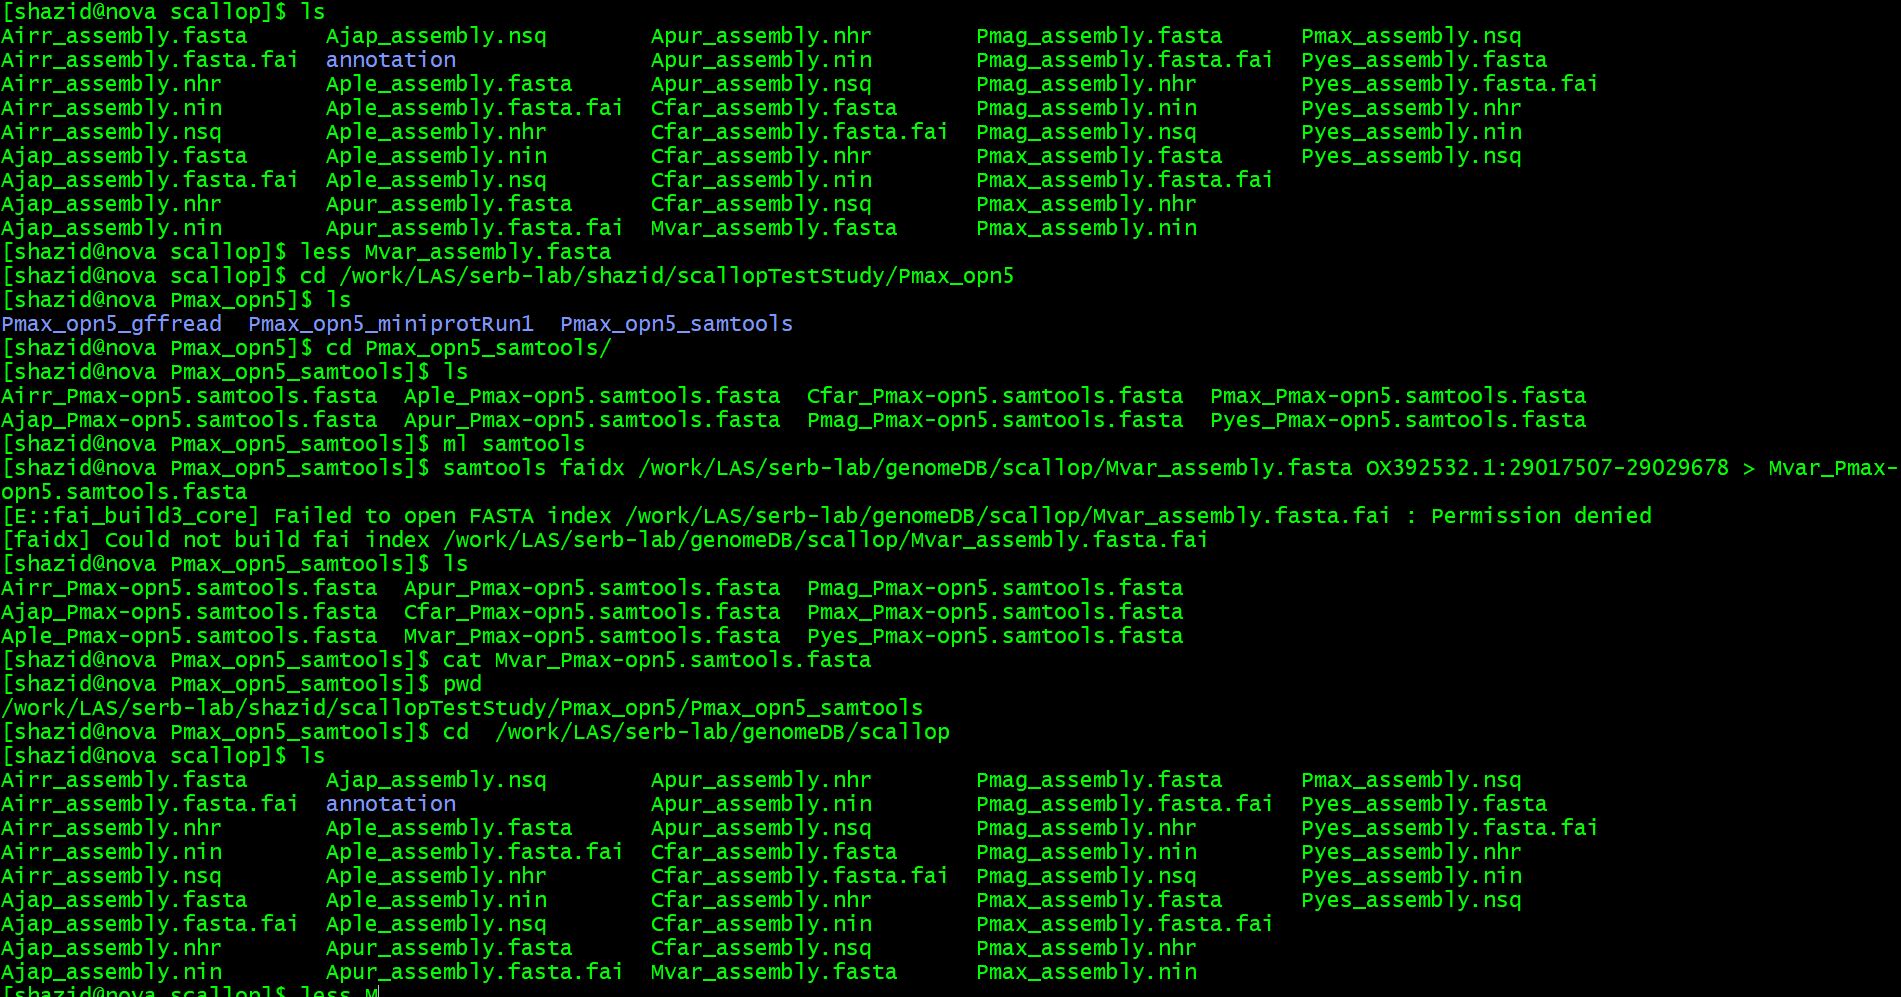 [shazid@nova scallop]$ ls
Airr_assembly.fasta Ajap_assembly.nsq Apur_assembly.nhr Pmag_assembly.fasta Pmax_assembly.nsq
Airr_assembly.fasta.fai annotation Apur_assembly.nin Pmag_assembly.fasta.fai Pyes_assembly.fasta
Airr_assembly.nhr Aple_assembly.fasta Apur_assembly.nsq Pmag_assembly.nhr Pyes_assembly.fasta.fai
Airr_assembly.nin Aple_assembly.fasta.fai Cfar_assembly.fasta Pmag_assembly.nin Pyes_assembly.nhr
Airr_assembly.nsq Aple_assembly.nhr Cfar_assembly.fasta.fai Pmag_assembly.nsq Pyes_assembly.nin
Ajap_assembly.fasta Aple_assembly.nin Cfar_assembly.nhr Pmax_assembly.fasta Pyes_assembly.nsq
Ajap_assembly.fasta.fai Aple_assembly.nsq Cfar_assembly.nin Pmax_assembly.fasta.fai
Ajap_assembly.nhr Apur_assembly.fasta Cfar_assembly.nsq Pmax_assembly.nhr
Ajap_assembly.nin Apur_assembly.fasta.fai Mvar_assembly.fasta Pmax_assembly.nin
[shazid@nova scallop]$ less Mvar_assembly.fasta
[shazid@nova scallop]$ cd /work/LAS/serb-lab/shazid/scallopTestStudy/Pmax_opn5
[shazid@nova Pmax_opn5]$ ls
Pmax_opn5_gffread Pmax_opn5_miniprotRun1 Pmax_opn5_samtools
[shazid@nova Pmax_opn5]$ cd Pmax_opn5_samtools/
[shazid@nova Pmax_opn5_samtools]$ ls
Airr_Pmax-opn5.samtools.fasta Aple_Pmax-opn5.samtools.fasta Cfar_Pmax-opn5.samtools.fasta Pmax_Pmax-opn5.samtools.fasta
Ajap_Pmax-opn5.samtools.fasta Apur_Pmax-opn5.samtools.fasta Pmag_Pmax-opn5.samtools.fasta Pyes_Pmax-opn5.samtools.fasta
[shazid@nova Pmax_opn5_samtools]$ ml samtools
[shazid@nova Pmax_opn5_samtools]$ samtools faidx /work/LAS/serb-lab/genomeDB/scallop/Mvar_assembly.fasta OX392532.1:29017507-29029678 > Mvar_Pmax-
opn5.samtools.fasta
[E::fai_build3_core] Failed to open FASTA index /work/LAS/serb-lab/genomeDB/scallop/Mvar_assembly.fasta.fai : Permission denied
[faidx] Could not build fai index /work/LAS/serb-lab/genomeDB/scallop/Mvar_assembly.fasta.fai
[shazid@nova Pmax_opn5_samtools]$ ls
Airr_Pmax-opn5.samtools.fasta Apur_Pmax-opn5.samtools.fasta Pmag_Pmax-opn5.samtools.fasta
Ajap_Pmax-opn5.samtools.fasta Cfar_Pmax-opn5.samtools.fasta Pmax_Pmax-opn5.samtools.fasta
Aple_Pmax-opn5.samtools.fasta Mvar_Pmax-opn5.samtools.fasta Pyes_Pmax-opn5.samtools.fasta
[shazid@nova Pmax_opn5_samtools]$ cat Mvar_Pmax-opn5.samtools.fasta
[shazid@nova Pmax_opn5_samtools]$ pwd
/work/LAS/serb-lab/shazid/scallopTestStudy/Pmax_opn5/Pmax_opn5_samtools
[shazid@nova Pmax_opn5_samtools]$ cd  /work/LAS/serb-lab/genomeDB/scallop
[shazid@nova scallop]$ ls
Airr_assembly.fasta Ajap_assembly.nsq Apur_assembly.nhr Pmag_assembly.fasta Pmax_assembly.nsq
Airr_assembly.fasta.fai annotation Apur_assembly.nin Pmag_assembly.fasta.fai Pyes_assembly.fasta
Airr_assembly.nhr Aple_assembly.fasta Apur_assembly.nsq Pmag_assembly.nhr Pyes_assembly.fasta.fai
Airr_assembly.nin Aple_assembly.fasta.fai Cfar_assembly.fasta Pmag_assembly.nin Pyes_assembly.nhr
Airr_assembly.nsq Aple_assembly.nhr Cfar_assembly.fasta.fai Pmag_assembly.nsq Pyes_assembly.nin
Ajap_assembly.fasta Aple_assembly.nin Cfar_assembly.nhr Pmax_assembly.fasta Pyes_assembly.nsq
Ajap_assembly.fasta.fai Aple_assembly.nsq Cfar_assembly.nin Pmax_assembly.fasta.fai
Ajap_assembly.nhr Apur_assembly.fasta Cfar_assembly.nsq Pmax_assembly.nhr
Ajap_assembly.nin Apur_assembly.fasta.fai Mvar_assembly.fasta Pmax_assembly.nin
[shazid@nova scallop]$ less M